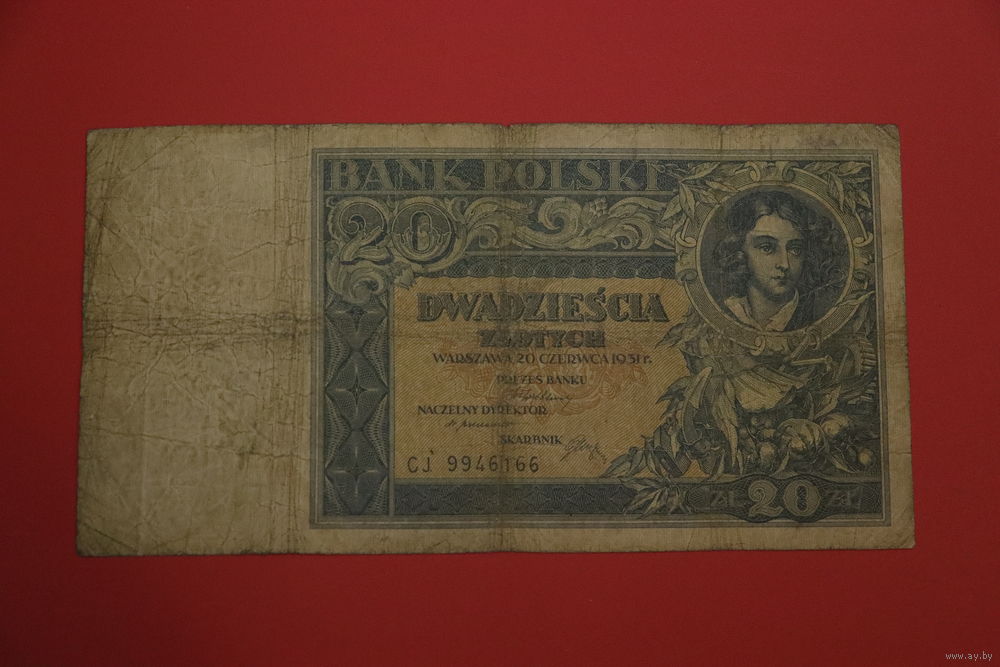 BANK POLSKI
20
DWADZIEŚCIA
ZŁOTYCH
WARSZAWA 20 CZERWCA 1931 r.
PREZES BANKU
NACZELNY DYREKTOR
SKARBNIK
CJ 9946166
ZŁ 20 ZŁ
www.ay.by